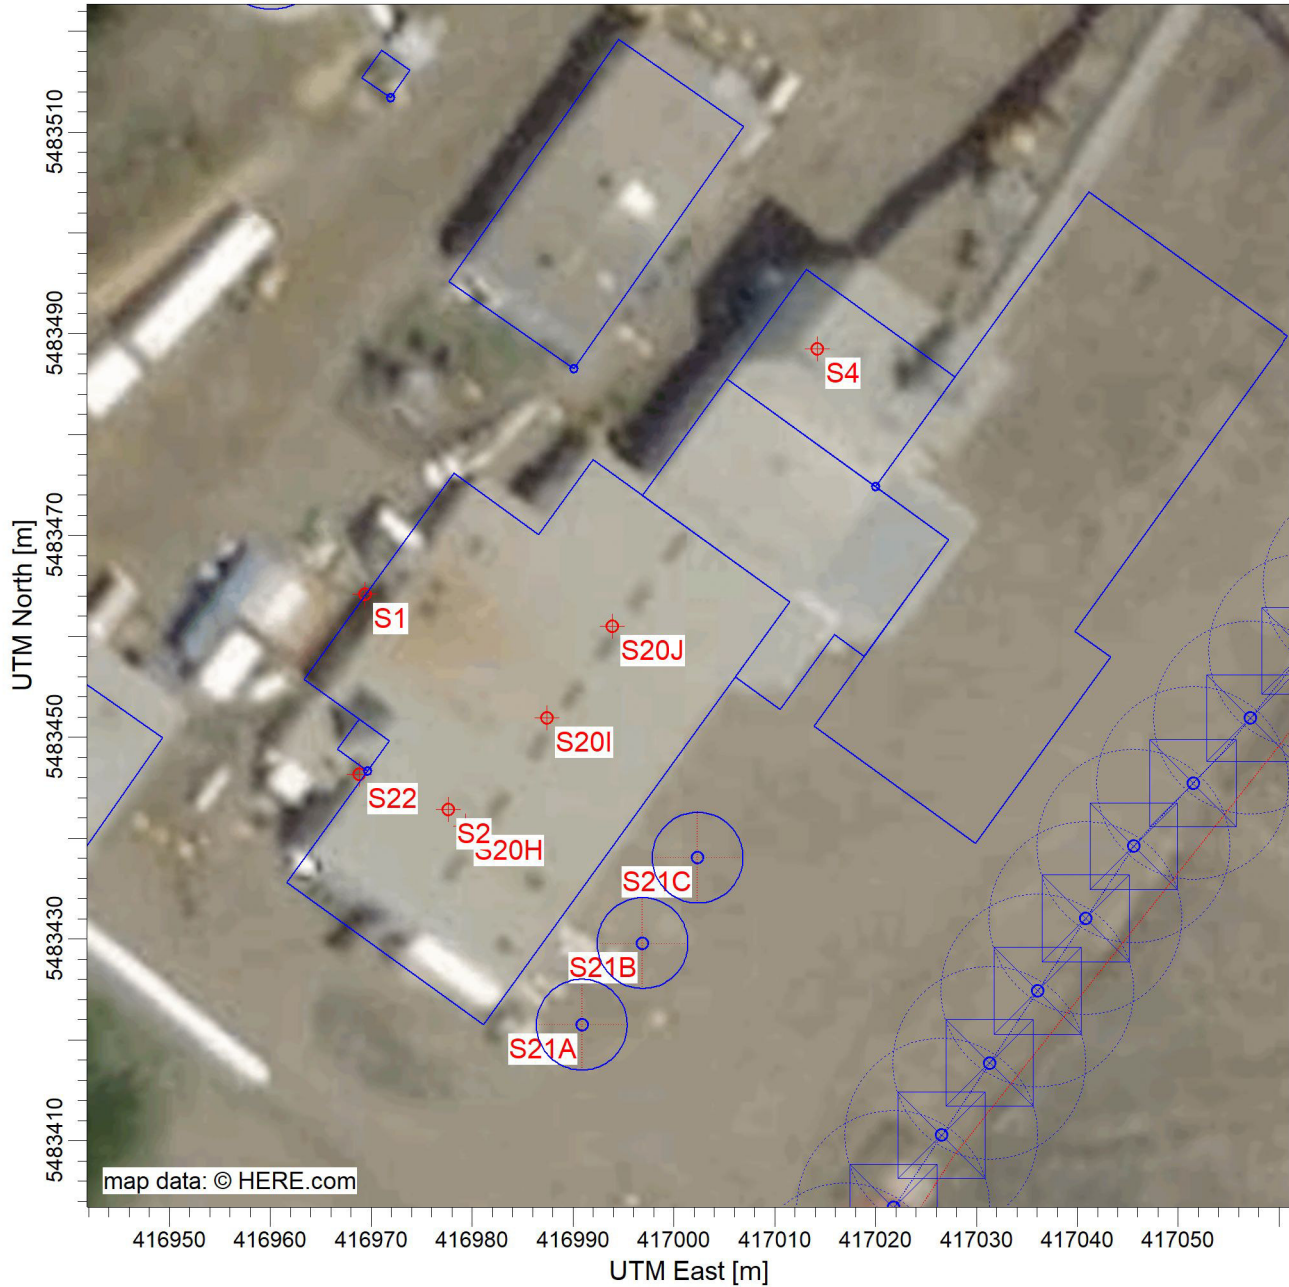 5483510
5483490
S4
5483470
UTM North [m]
S1
S20J
5483450
S20I
S22
S2
S20H
S21C
5483430
S21B
S21A
5483410
map data: © HERE.com
416950 416960 416970 416980 416990 417000 417010 417020 417030 417040 417050
UTM East [m]